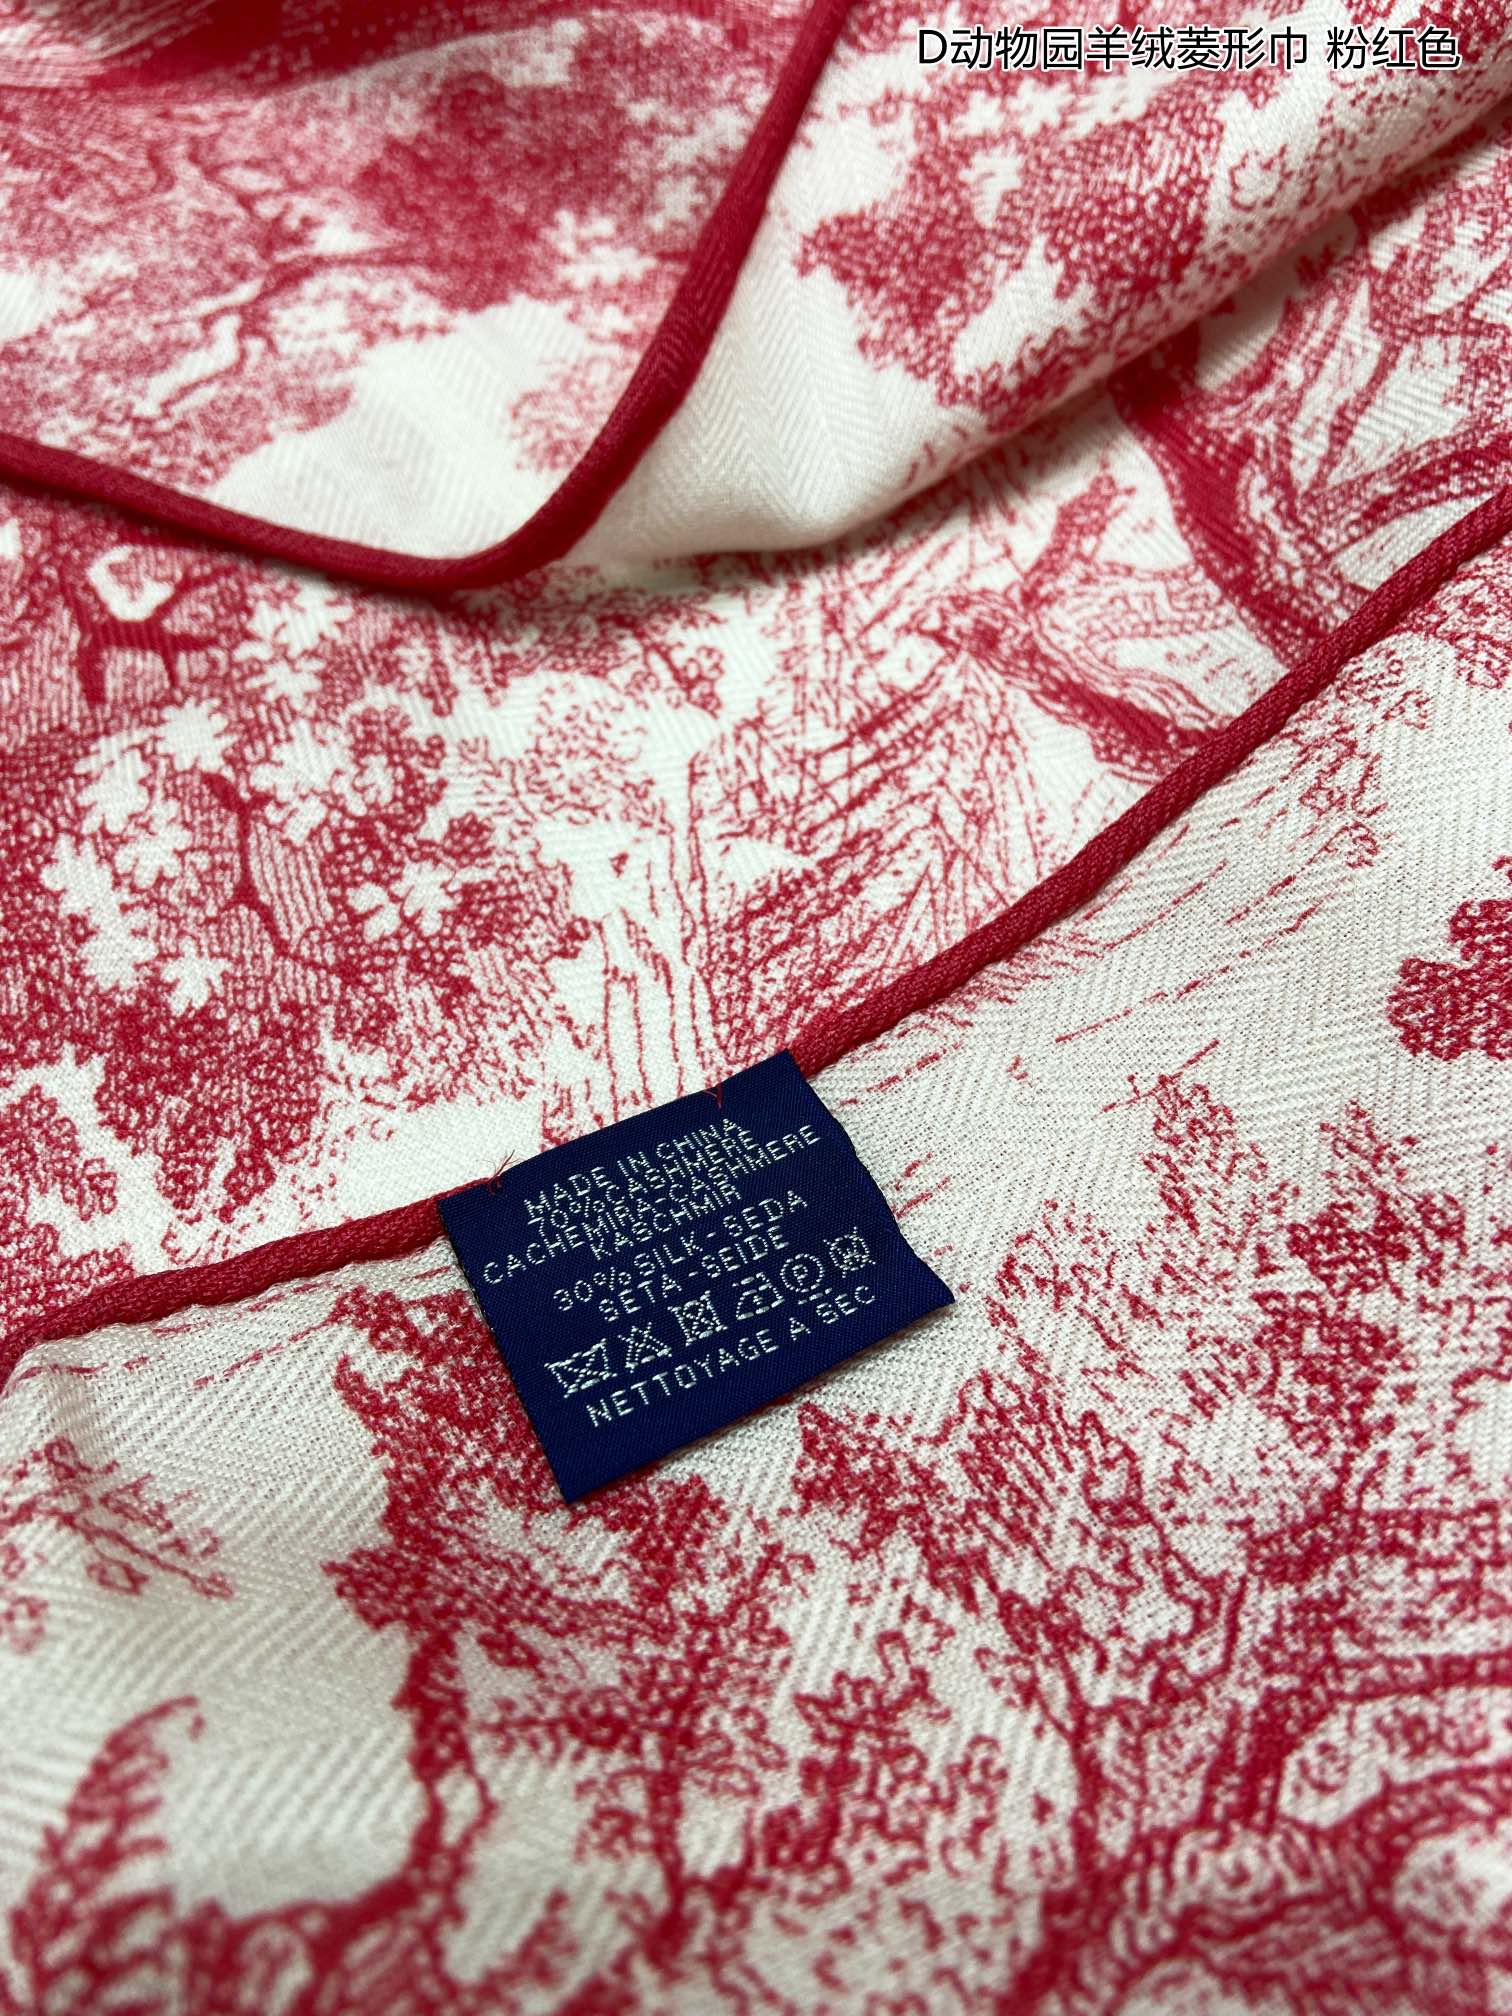 D动物园羊绒菱形巾 粉红色
MADE IN CHINA
70%CASHMERE
CACHEMIRA-CASHMERE
KASCHMIR
30%SILK-SEDA
SETA-SEIDE
NETTOYAGE A SEC